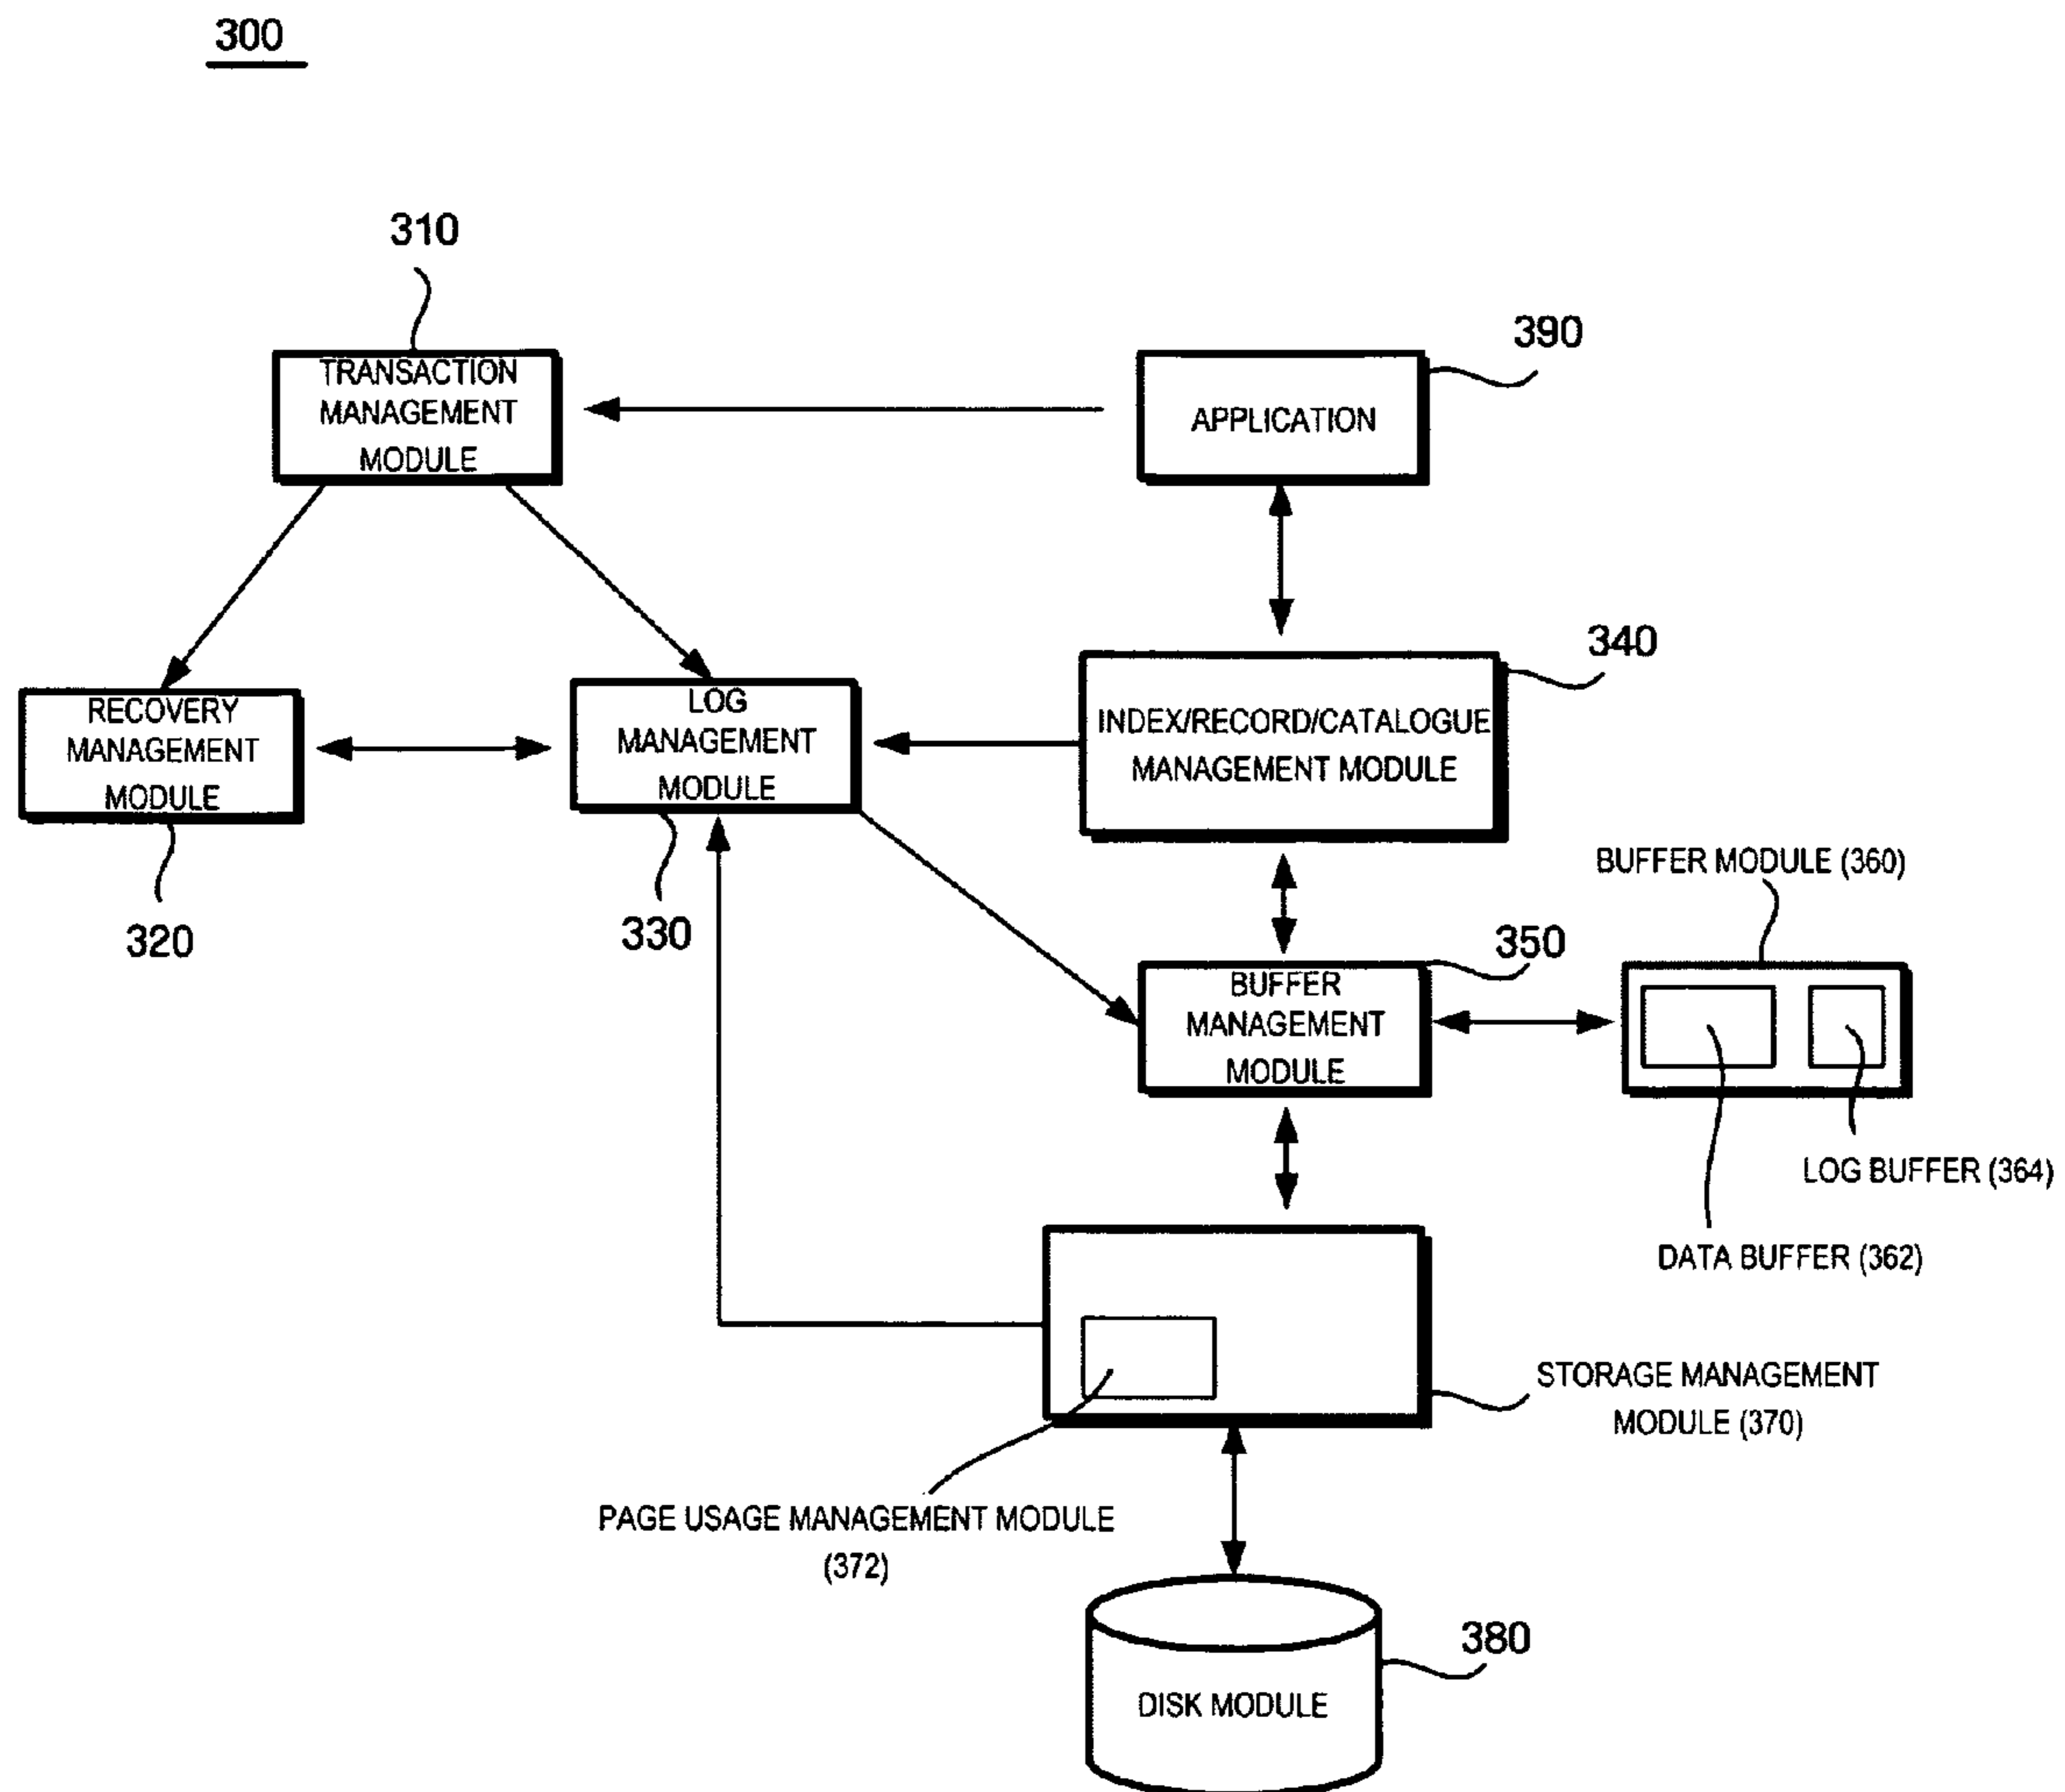 300
310
390
TRANSACTION
MANAGEMENT
MODULE
APPLICATION
340
RECOVERY
MANAGEMENT
MODULE
LOG
MANAGEMENT
MODULE
INDEX/RECORD/CATALOGUE
MANAGEMENT MODULE
320
330
BUFFER MODULE (360)
350
BUFFER
MANAGEMENT
MODULE
LOG BUFFER (364)
DATA BUFFER (362)
STORAGE MANAGEMENT
MODULE (370)
PAGE USAGE MANAGEMENT MODULE
(372)
380
DISK MODULE